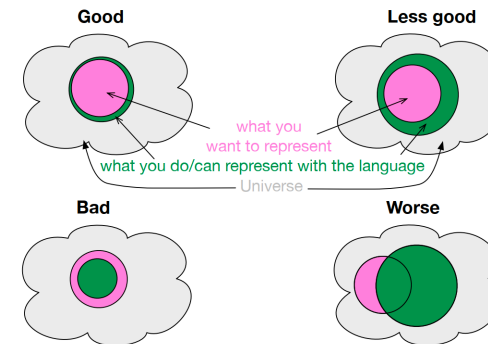 Good
Less good
what you
want to represent
what you do/can represent with the language
Universe
Bad
Worse